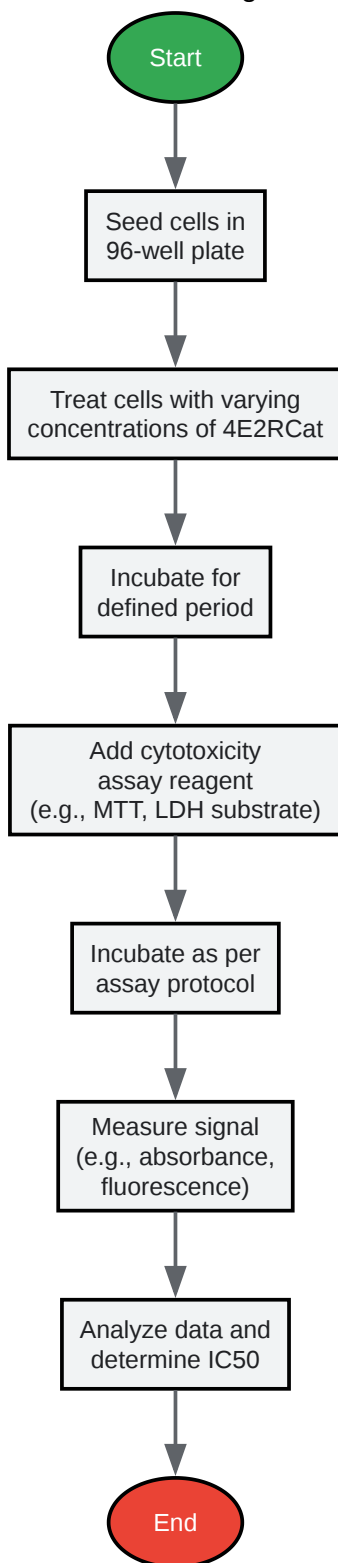 Start
Seed cells in
96-well plate
Treat cells with varying
concentrations of 4E2RCat
Incubate for
defined period
Add cytotoxicity
assay reagent
(e.g., MTT, LDH substrate)
Incubate as per
assay protocol
Measure signal
(e.g., absorbance,
fluorescence)
Analyze data and
determine IC50
End